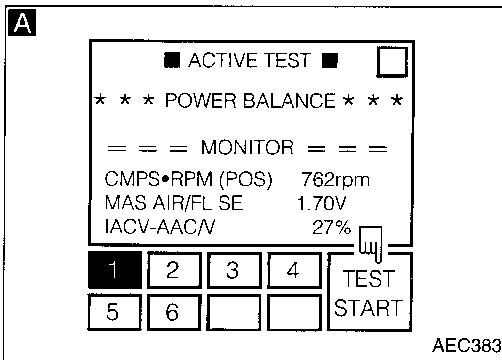 A
■ ACTIVE TEST ■
* * * POWER BALANCE * * *
= = = MONITOR = = =
CMPS•RPM (POS) 762rpm
MAS AIR/FL SE 1.70V
IACV-AAC/V 27%
1 2 3 4 TEST
5 6 START
AEC383